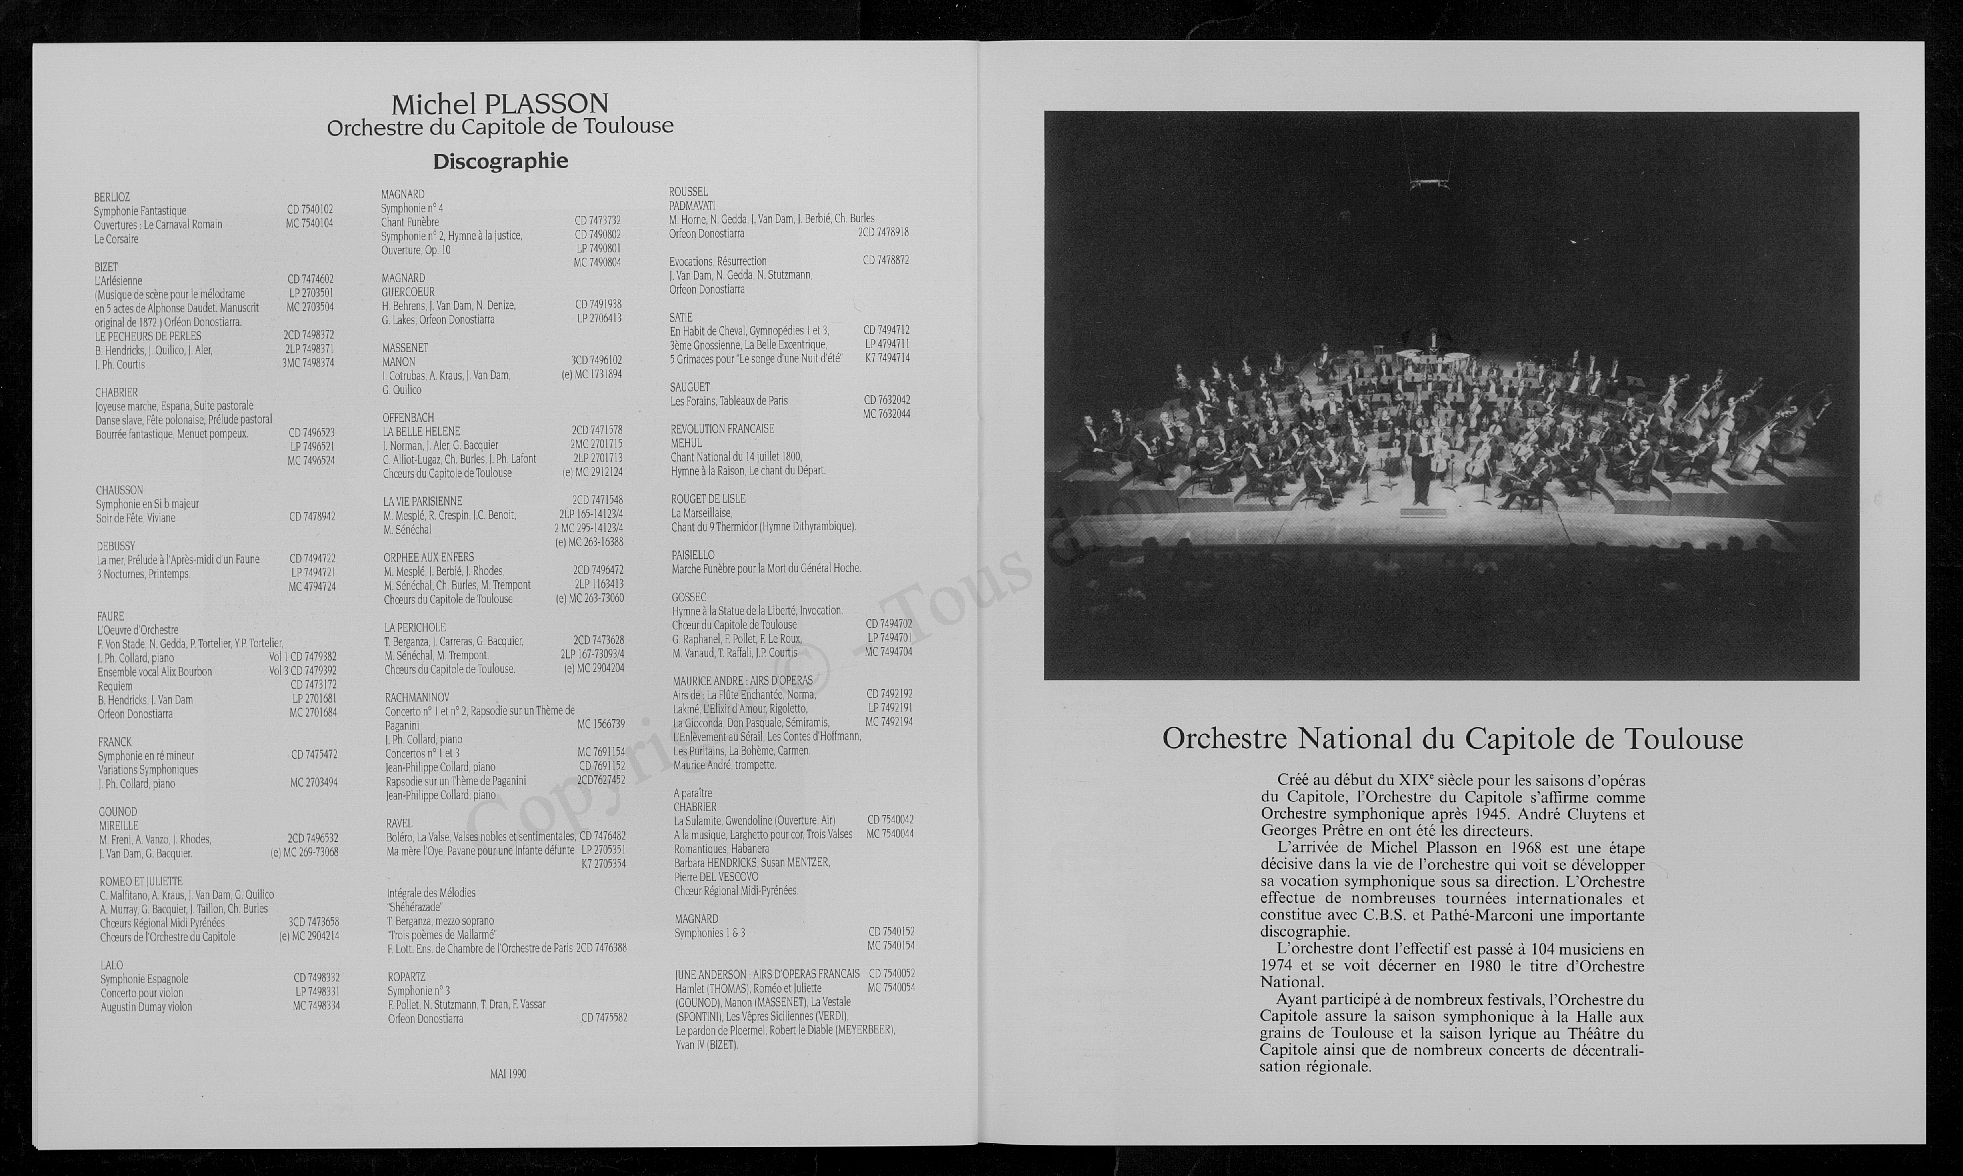 Michel PLASSON
Orchestre du Capitole de Toulouse
Discographie
BERLIOZ
Symphonie Fantastique CD 7540102
Ouvertures : Le Carnaval Romain MC 7540104
Le Corsaire
BIZET
L'Arlésienne CD 7474602
(Musique de scène pour le mélodrame LP 2703501
en 5 actes de Alphonse Daudet. Manuscrit MC 2703504
original de 1872 ) Orféon Donostiarra.
LE PECHEURS DE PERLES 2CD 7498372
B. Hendricks, J. Quilico, J. Aler, 2LP 7498371
J. Ph. Courtis 3MC 7498374
CHABRIER
Joyeuse marche, Espana, Suite pastorale
Danse slave, Fête polonaise, Prélude pastoral
Bourrée fantastique, Menuet pompeux. CD 7496523
LP 7496521
MC 7496524
CHAUSSON
Symphonie en Si b majeur
Soir de Fête, Viviane CD 7478942
DEBUSSY
La mer, Prélude à l'Après-midi d'un Faune CD 7494722
3 Nocturnes, Printemps. LP 7494721
MC 4794724
FAURE
L'Oeuvre d'Orchestre
F. Von Stade, N. Gedda, P. Tortelier, Y.P. Tortelier,
J. Ph. Collard, piano Vol 1 CD 7479382
Ensemble vocal Alix Bourbon Vol 3 CD 7479392
Requiem CD 7473172
B. Hendricks, J. Van Dam LP 2701681
Orfeon Donostiarra MC 2701684
FRANCK
Symphonie en ré mineur CD 7475472
Variations Symphoniques
J. Ph. Collard, piano MC 2703494
GOUNOD
MIREILLE
M. Freni, A. Vanzo, J. Rhodes, 2CD 7496532
J. Van Dam, G. Bacquier. (e) MC 269-73068
ROMEO ET JULIETTE
C. Malfitano, A. Kraus, J. Van Dam, G. Quilico
A. Murray, G. Bacquier, J. Taillon, Ch. Burles
Chœurs Régional Midi Pyrénées 3CD 7473658
Chœurs de l'Orchestre du Capitole (e) MC 2904214
LALO
Symphonie Espagnole CD 7498332
Concerto pour violon LP 7498331
Augustin Dumay violon MC 7498334
MAGNARD
Symphonie n° 4
Chant Funèbre CD 7473732
Symphonie n° 2, Hymne à la justice, CD 7490802
Ouverture, Op. 10 LP 7490801
MC 7490804
MAGNARD
GUERCOEUR
H. Behrens, J. Van Dam, N. Denize, CD 7491938
G. Lakes, Orfeon Donostiarra LP 2706413
MASSENET
MANON 3CD 7496102
I. Cotrubas, A. Kraus, J. Van Dam, (e) MC 1731894
G. Quilico
OFFENBACH
LA BELLE HELENE 2CD 7471578
J. Norman, J. Aler, G. Bacquier 2MC 2701715
C. Alliot-Lugaz, Ch. Burles, J. Ph. Lafont 2LP 2701713
Chœurs du Capitole de Toulouse (e) MC 2912124
LA VIE PARISIENNE 2CD 7471548
M. Mesplé, R. Crespin, J.C. Benoit, 2LP 165-14123/4
M. Sénéchal 2 MC 295-14123/4
(e) MC 263-16388
ORPHEE AUX ENFERS
M. Mesplé, J. Berbié, J. Rhodes 2CD 7496472
M. Sénéchal, Ch. Burles, M. Trempont 2LP 1163413
Chœurs du Capitole de Toulouse (e) MC 263-73060
LA PERICHOLE
T. Berganza, J. Carreras, G. Bacquier, 2CD 7473628
M. Sénéchal, M. Trempont. 2LP 167-73093/4
Chœurs du Capitole de Toulouse. (e) MC 2904204
RACHMANINOV
Concerto n° 1 et n° 2, Rapsodie sur un Thème de
Paganini MC 1566739
J. Ph. Collard, piano
Concertos n° 1 et 3 MC 7691154
Jean-Philippe Collard, piano CD 7691152
Rapsodie sur un Thème de Paganini 2CD7627452
Jean-Philippe Collard, piano
RAVEL
Boléro, La Valse, Valses nobles et sentimentales, CD 7476482
Ma mère l'Oye, Pavane pour une Infante défunte LP 2705351
K7 2705354
Intégrale des Mélodies
"Shéhérazade"
T. Berganza, mezzo soprano
"Trois poèmes de Mallarmé"
F. Lott, Ens. de Chambre de l'Orchestre de Paris 2CD 7476388
ROPARTZ
Symphonie n° 3
F. Pollet, N. Stutzmann, T. Dran, F. Vassar
Orfeon Donostiarra CD 7475582
ROUSSEL
PADMAVATI
M. Horne, N. Gedda, J. Van Dam, J. Berbié, Ch. Burles
Orfeon Donostiarra 2CD 7478918
Evocations, Résurrection CD 7478872
J. Van Dam, N. Gedda, N. Stutzmann,
Orfeon Donostiarra
SATIE
En Habit de Cheval, Gymnopédies 1 et 3, CD 7494712
3ème Gnossienne, La Belle Excentrique, LP 4794711
5 Grimaces pour "Le songe d'une Nuit d'été" K7 7494714
SAUGUET
Les Forains, Tableaux de Paris CD 7632042
MC 7632044
REVOLUTION FRANCAISE
MEHUL
Chant National du 14 juillet 1800,
Hymne à la Raison, Le chant du Départ.
ROUGET DE LISLE
La Marseillaise,
Chant du 9 Thermidor (Hymne Dithyrambique).
PAISIELLO
Marche Funèbre pour la Mort du Général Hoche.
GOSSEC
Hymne à la Statue de la Liberté, Invocation.
Chœur du Capitole de Toulouse CD 7494702
G. Raphanel, F. Pollet, F. Le Roux, LP 7494701
M. Vanaud, T. Raffali, J.P. Courtis MC 7494704
MAURICE ANDRE : AIRS D'OPERAS
Airs de : La Flûte Enchantée, Norma, CD 7492192
Lakmé, L'Elixir d'Amour, Rigoletto, LP 7492191
La Gioconda, Don Pasquale, Sémiramis, MC 7492194
L'Enlèvement au Sérail, Les Contes d'Hoffmann,
Les Puritains, La Bohème, Carmen.
Maurice André, trompette.
A paraître
CHABRIER
La Sulamite, Gwendoline (Ouverture, Air) CD 7540042
A la musique, Larghetto pour cor, Trois Valses MC 7540044
Romantiques, Habanera
Barbara HENDRICKS, Susan MENTZER,
Pierre DEL VESCOVO
Chœur Régional Midi-Pyrénées.
MAGNARD
Symphonies 1 & 3 CD 7540152
MC 7540154
JUNE ANDERSON : AIRS D'OPERAS FRANCAIS CD 7540052
Hamlet (THOMAS), Roméo et Juliette MC 7540054
(GOUNOD), Manon (MASSENET), La Vestale
(SPONTINI), Les Vêpres Siciliennes (VERDI),
Le pardon de Ploermel, Robert le Diable (MEYERBEER),
Yvan IV (BIZET).
MAI 1990
Orchestre National du Capitole de Toulouse
Créé au début du XIXe siècle pour les saisons d'opéras
du Capitole, l'Orchestre du Capitole s'affirme comme
Orchestre symphonique après 1945. André Cluytens et
Georges Prêtre en ont été les directeurs.
L'arrivée de Michel Plasson en 1968 est une étape
décisive dans la vie de l'orchestre qui voit se développer
sa vocation symphonique sous sa direction. L'Orchestre
effectue de nombreuses tournées internationales et
constitue avec C.B.S. et Pathé-Marconi une importante
discographie.
L'orchestre dont l'effectif est passé à 104 musiciens en
1974 et se voit décerner en 1980 le titre d'Orchestre
National.
Ayant participé à de nombreux festivals, l'Orchestre du
Capitole assure la saison symphonique à la Halle aux
grains de Toulouse et la saison lyrique au Théâtre du
Capitole ainsi que de nombreux concerts de décentrali-
sation régionale.
© - Tous